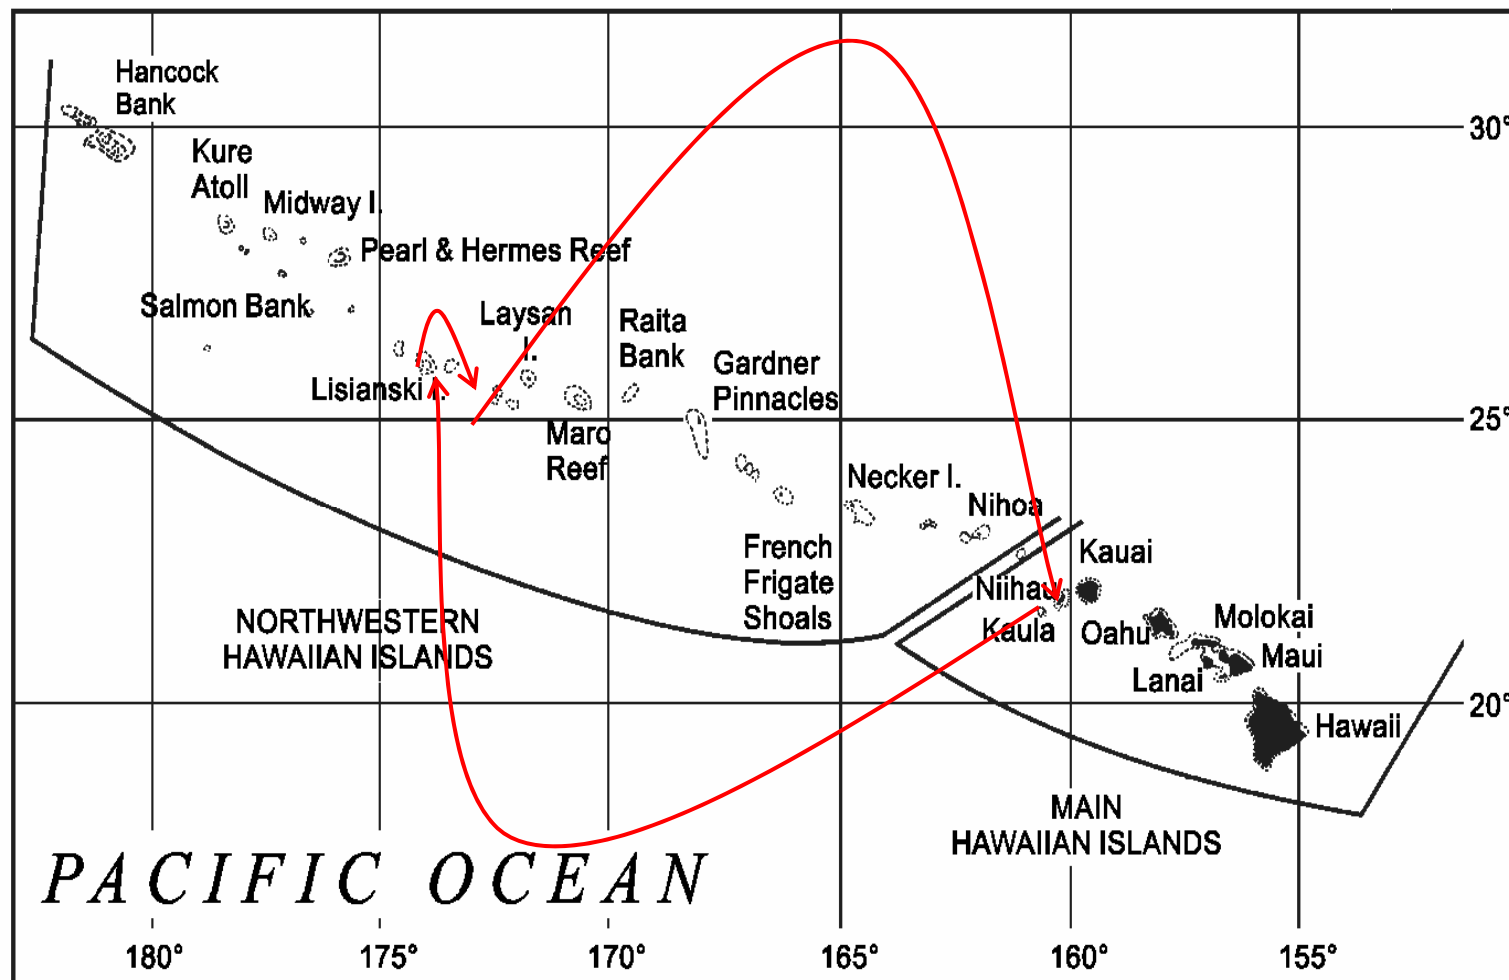 Hancock
Bank
30°
Kure
Atoll
Midway I.
Pearl & Hermes Reef
Salmon Bank
Laysan
I.
Raita
Bank
Gardner
Pinnacles
Lisianski I.
25°
Maro
Reef
Necker I.
Nihoa
French
Frigate
Shoals
Kauai
Niihau
Kaula
Oahu
Molokai
Maui
Lanai
NORTHWESTERN
HAWAIIAN ISLANDS
20°
Hawaii
MAIN
HAWAIIAN ISLANDS
PACIFIC OCEAN
180° 175° 170° 165° 160° 155°